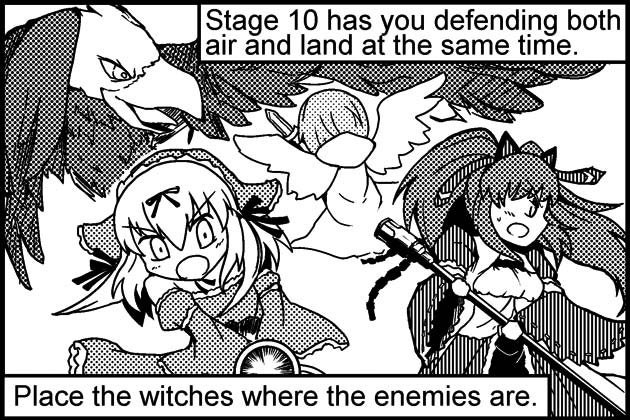 Stage 10 has you defending both
air and land at the same time.
Place the witches where the enemies are.